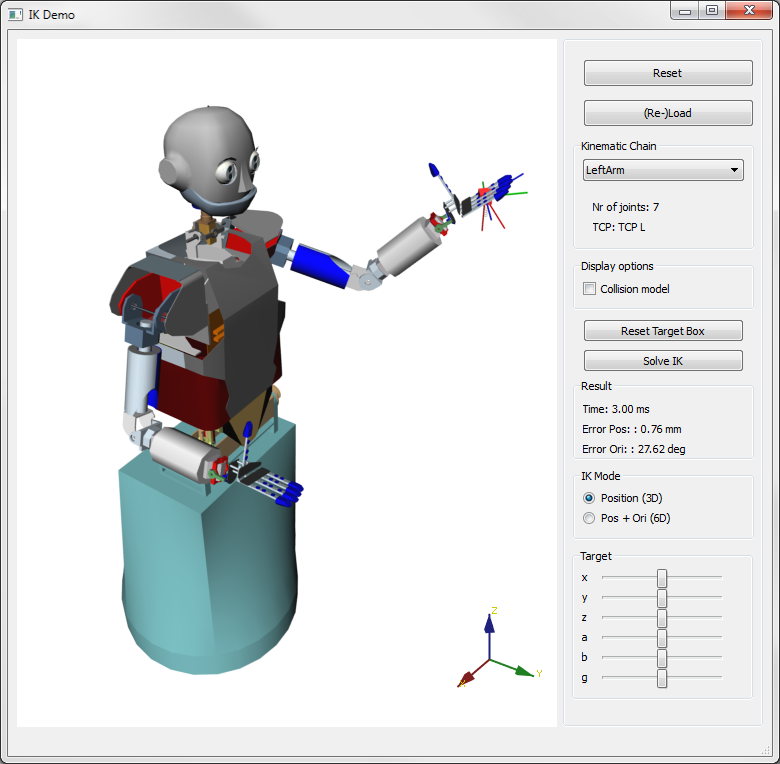 IK Demo
Reset
(Re-)Load
Kinematic Chain
LeftArm
Nr of joints: 7
TCP: TCP L
Display options
Collision model
Reset Target Box
Solve IK
Result
Time: 3.00 ms
Error Pos: : 0.76 mm
Error Ori: : 27.62 deg
IK Mode
Position (3D)
Pos + Ori (6D)
Target
x
y
z
a
b
g
Z
Y
X